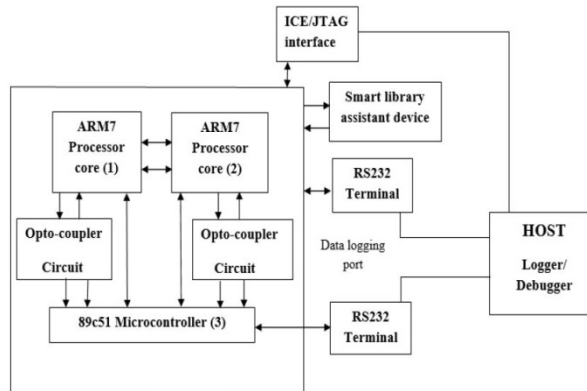 ICE/JTAG
interface
Smart library
assistant device
ARM7
Processor
core (1)
ARM7
Processor
core (2)
RS232
Terminal
Opto-coupler
Circuit
Opto-coupler
Circuit
Data logging
port
HOST
Logger/
Debugger
89c51 Microcontroller (3)
RS232
Terminal